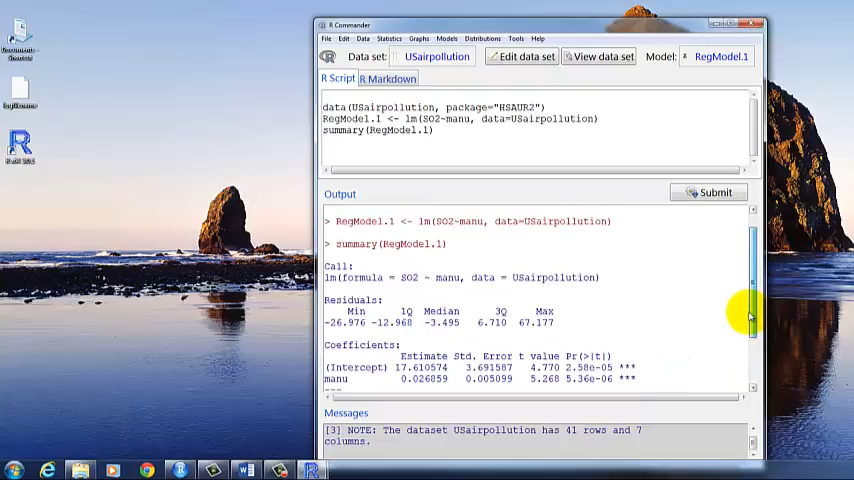 R Commander
File Edit Data Statistics Graphs Models Distributions Tools Help
Data set: USairpollution Edit data set View data set Model: RegModel.1
R Script R Markdown
data(USairpollution, package="HSAUR2")
RegModel.1 <- lm(SO2~manu, data=USairpollution)
summary(RegModel.1)
Output
Submit
> RegModel.1 <- lm(SO2~manu, data=USairpollution)
> summary(RegModel.1)
Call:
lm(formula = SO2 ~ manu, data = USairpollution)
Residuals:
Min 1Q Median 3Q Max
-26.976 -12.968 -3.495 6.710 67.177
Coefficients:
Estimate Std. Error t value Pr(>|t|)
(Intercept) 17.610574 3.691587 4.770 2.58e-05 ***
manu 0.026859 0.005099 5.268 5.36e-06 ***
---
Messages
[3] NOTE: The dataset USairpollution has 41 rows and 7
columns.
Documents -
Shortcut